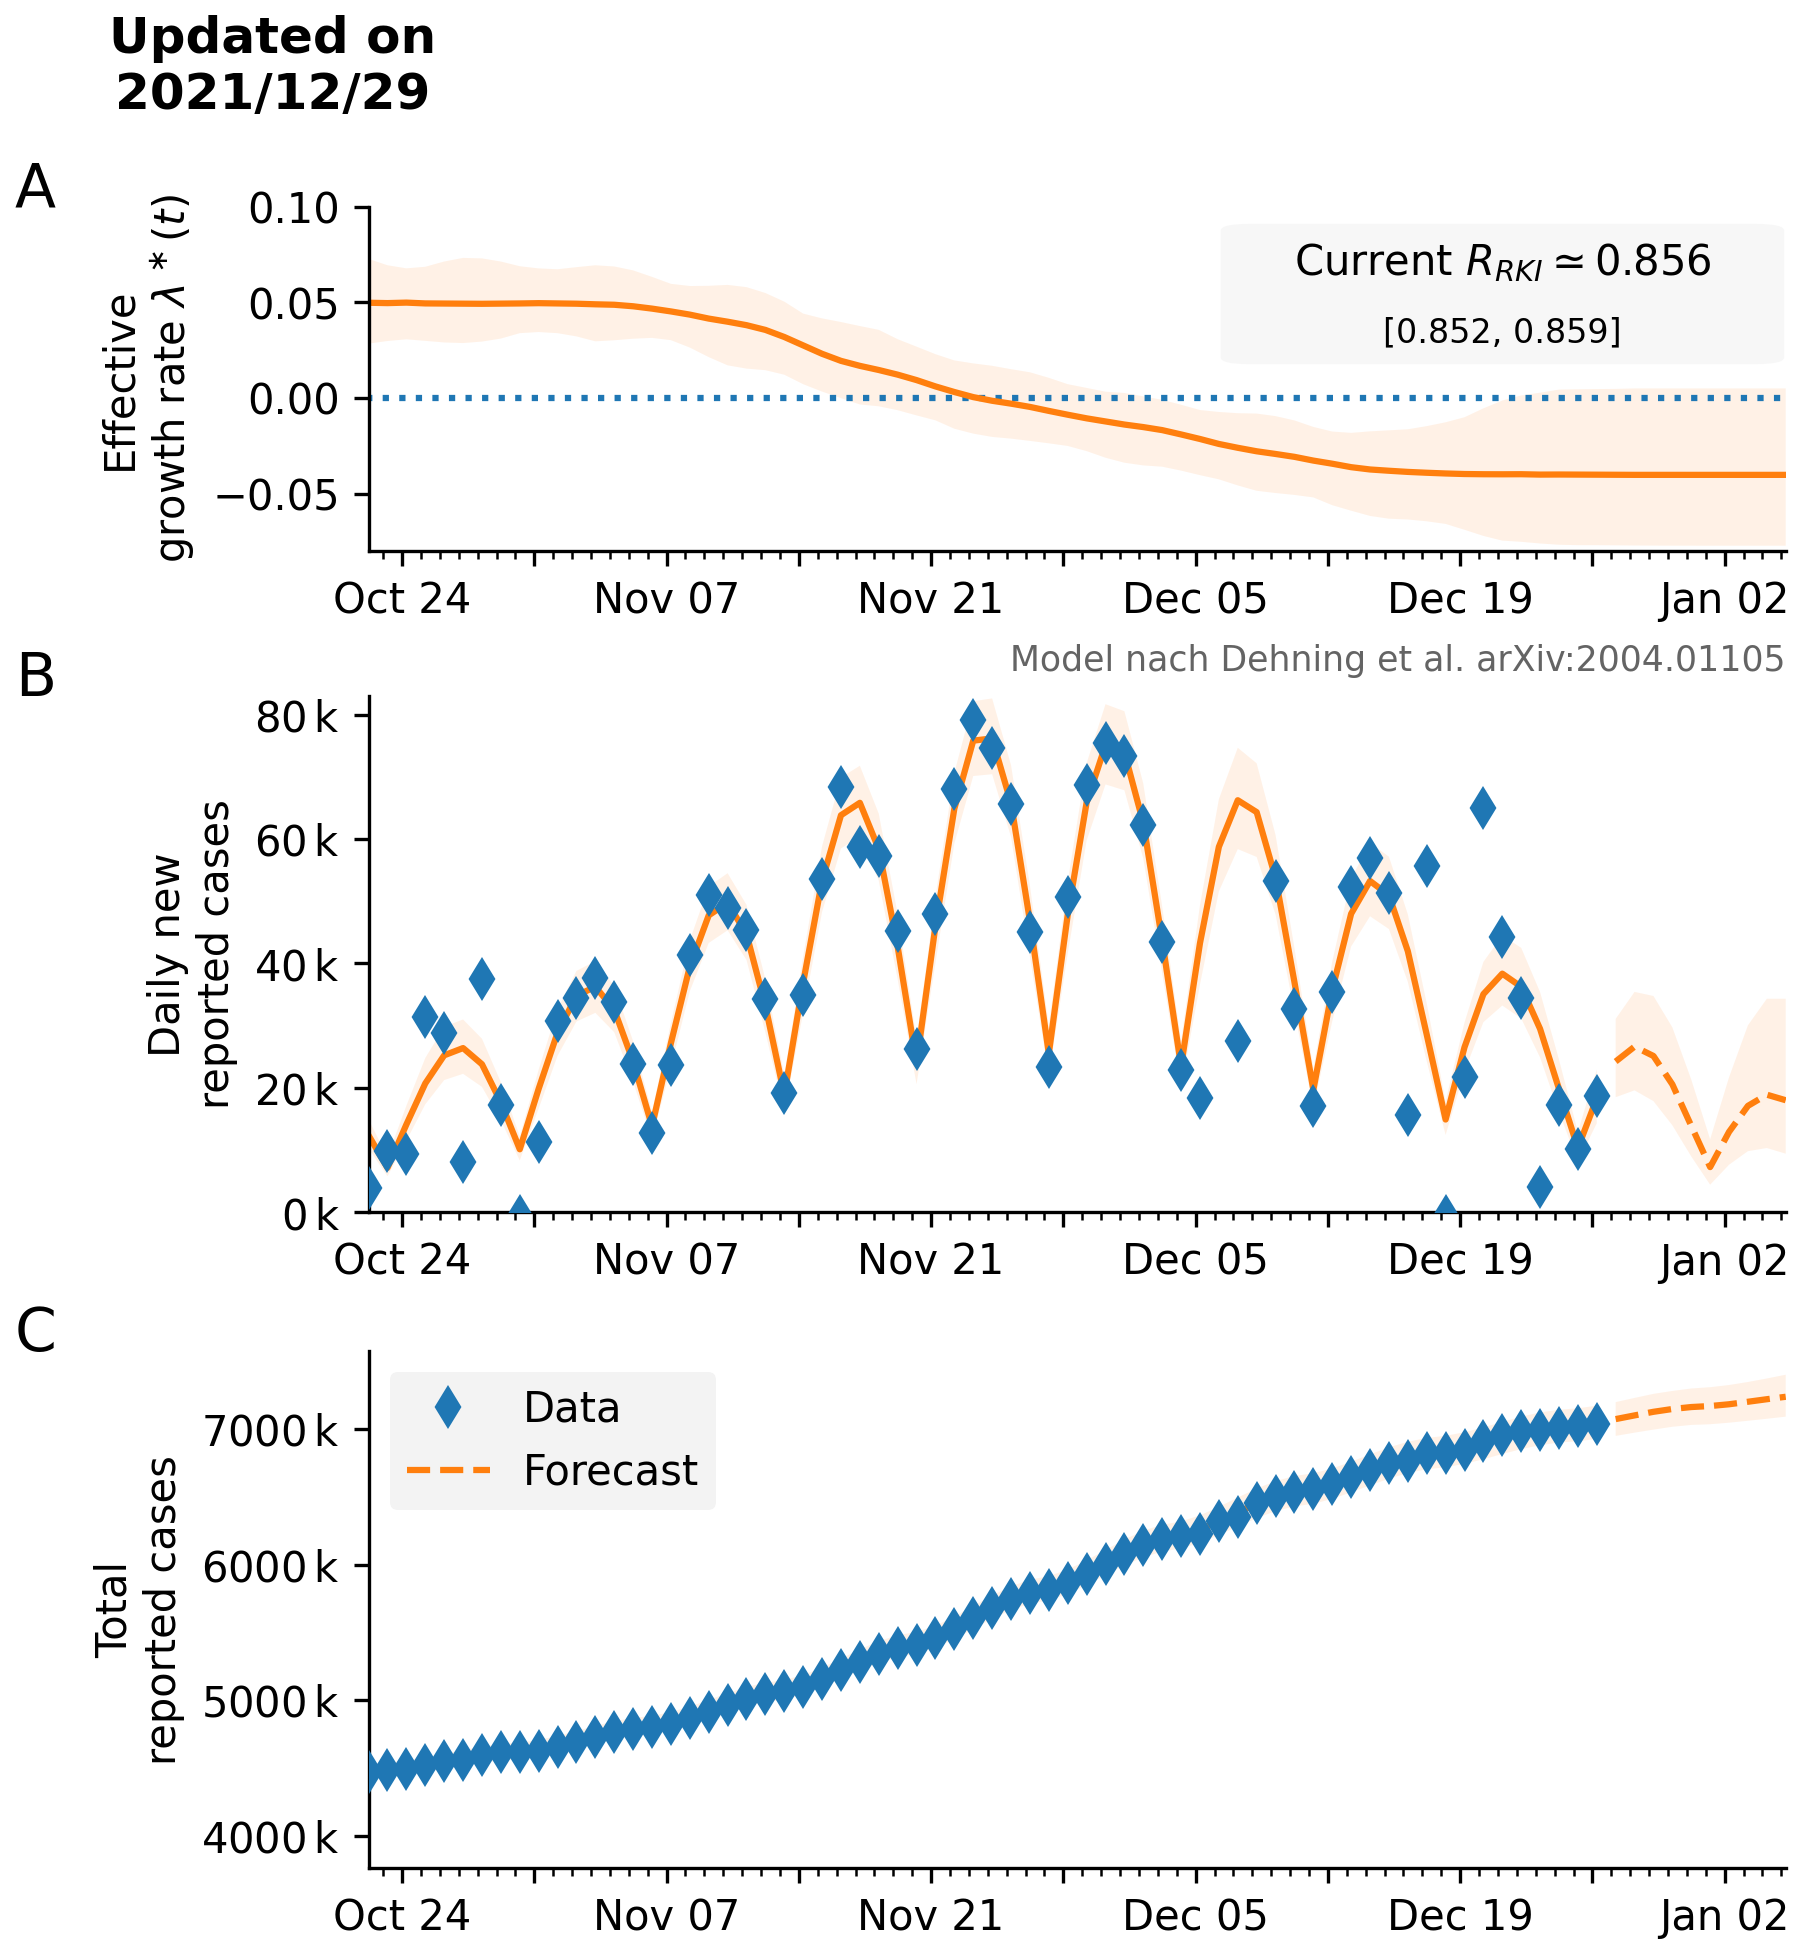 Updated on
2021/12/29
A
Effective
growth rate λ * (t)
0.10
0.05
0.00
−0.05
Current R_RKI ≃ 0.856
[0.852, 0.859]
Oct 24
Nov 07
Nov 21
Dec 05
Dec 19
Jan 02
Model nach Dehning et al. arXiv:2004.01105
B
Daily new
reported cases
80 k
60 k
40 k
20 k
0 k
Oct 24
Nov 07
Nov 21
Dec 05
Dec 19
Jan 02
C
Total
reported cases
7000 k
6000 k
5000 k
4000 k
Data
Forecast
Oct 24
Nov 07
Nov 21
Dec 05
Dec 19
Jan 02